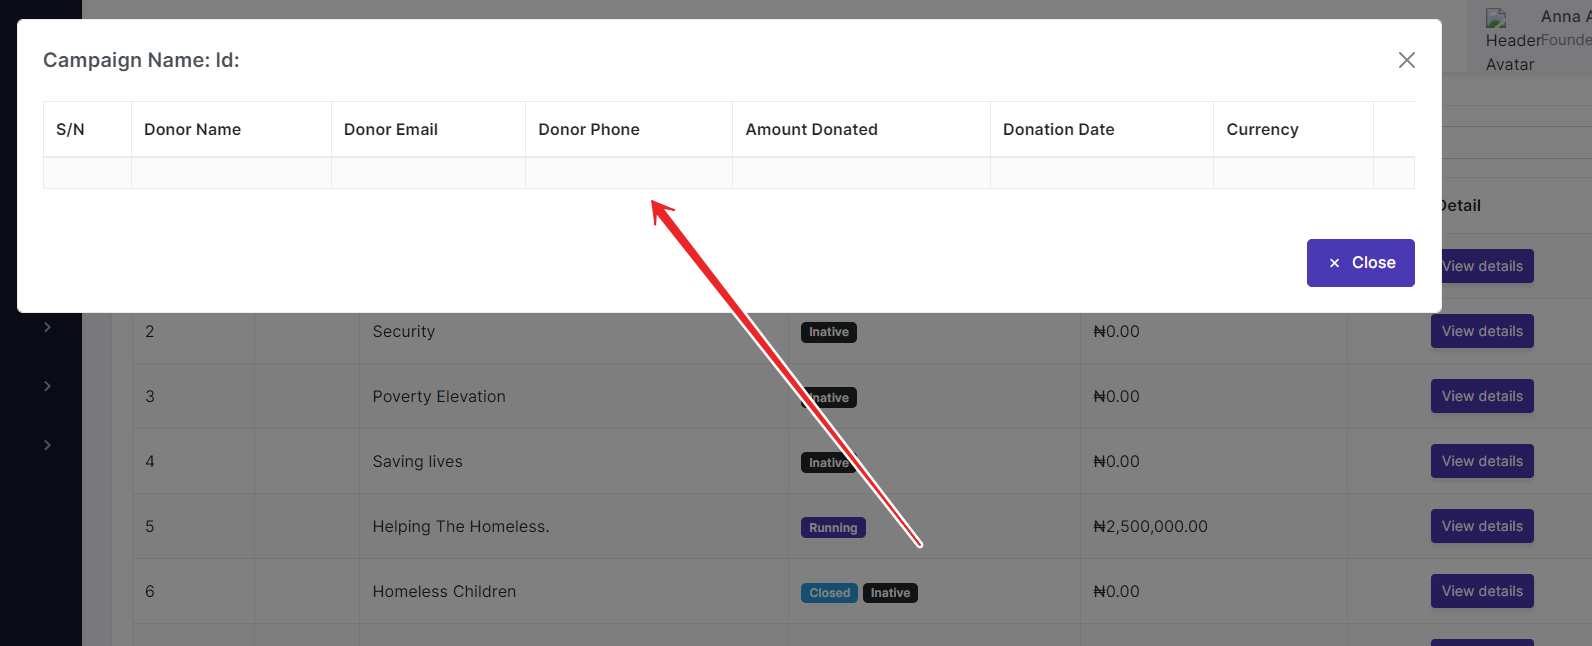 Anna A
Founde
Header
Avatar
Campaign Name: Id:
S/N Donor Name Donor Email Donor Phone Amount Donated Donation Date Currency
Detail
× Close
View details
2 Security Inative ₦0.00 View details
3 Poverty Elevation Inative ₦0.00 View details
4 Saving lives Inative ₦0.00 View details
5 Helping The Homeless. Running ₦2,500,000.00 View details
6 Homeless Children Closed Inative ₦0.00 View details